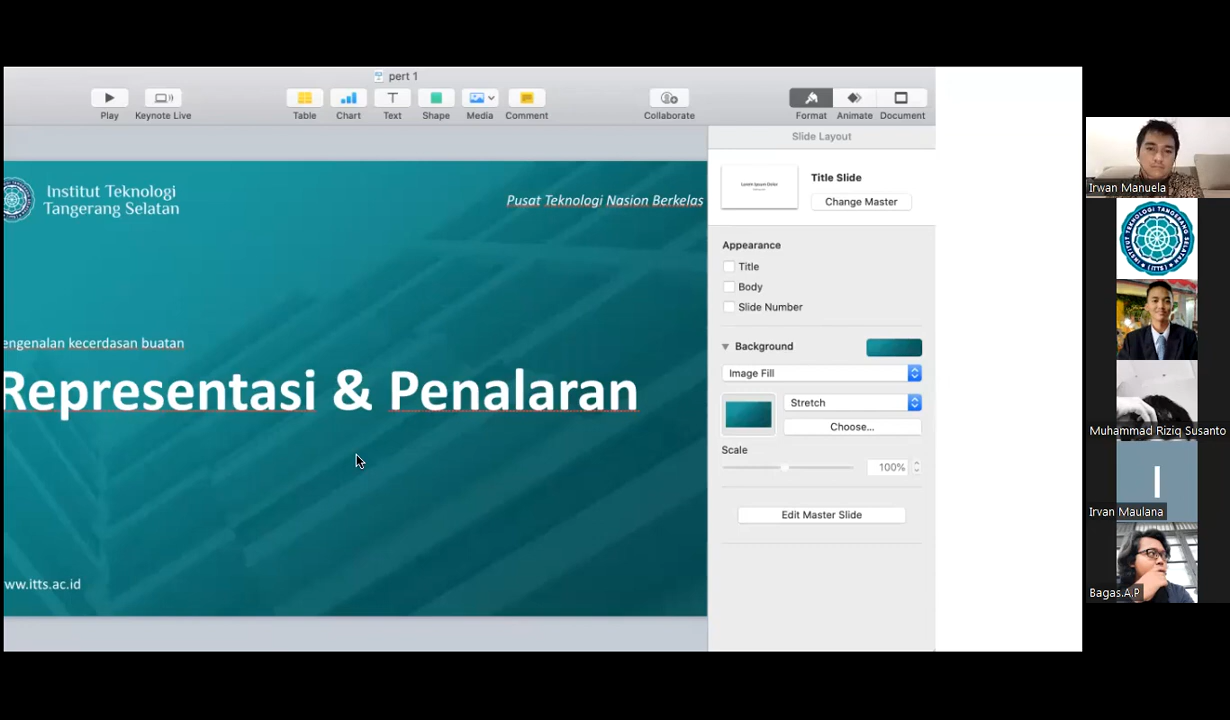 pert 1
Play
Keynote Live
Table
Chart
Text
Shape
Media
Comment
Collaborate
Format
Animate
Document
Institut Teknologi
Tangerang Selatan
Pusat Teknologi Nasion Berkelas
engenalan kecerdasan buatan
Representasi & Penalaran
ww.itts.ac.id
Slide Layout
Title Slide
Change Master
Appearance
Title
Body
Slide Number
Background
Image Fill
Stretch
Choose...
Scale
100%
Edit Master Slide
Irwan Manuela
Muhammad Riziq Susanto
I
Irvan Maulana
Bagas.A.P